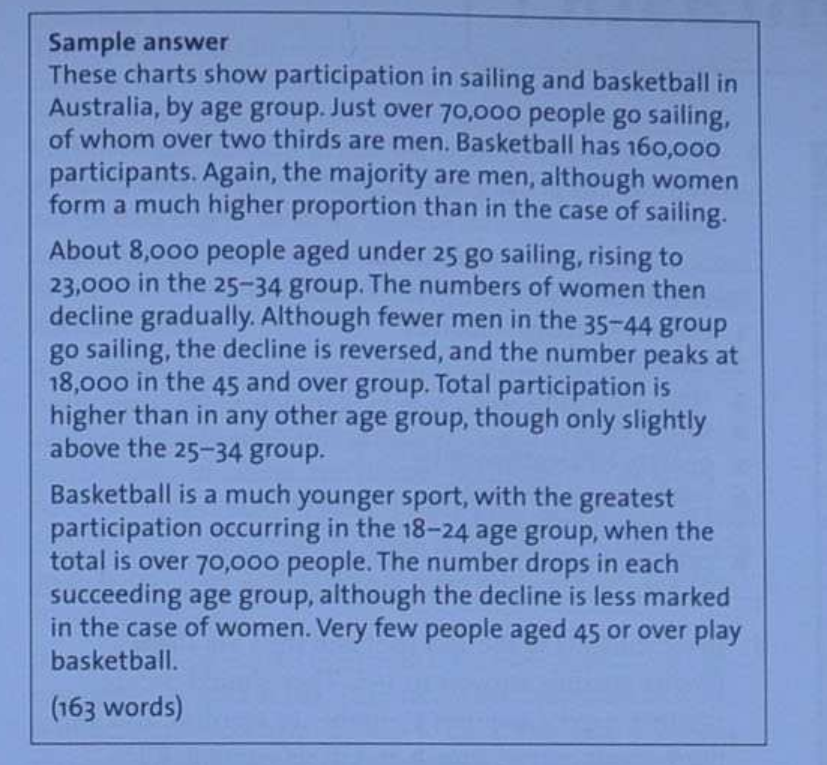 Sample answer
These charts show participation in sailing and basketball in
Australia, by age group. Just over 70,000 people go sailing,
of whom over two thirds are men. Basketball has 160,000
participants. Again, the majority are men, although women
form a much higher proportion than in the case of sailing.
About 8,000 people aged under 25 go sailing, rising to
23,000 in the 25–34 group. The numbers of women then
decline gradually. Although fewer men in the 35–44 group
go sailing, the decline is reversed, and the number peaks at
18,000 in the 45 and over group. Total participation is
higher than in any other age group, though only slightly
above the 25–34 group.
Basketball is a much younger sport, with the greatest
participation occurring in the 18–24 age group, when the
total is over 70,000 people. The number drops in each
succeeding age group, although the decline is less marked
in the case of women. Very few people aged 45 or over play
basketball.
(163 words)